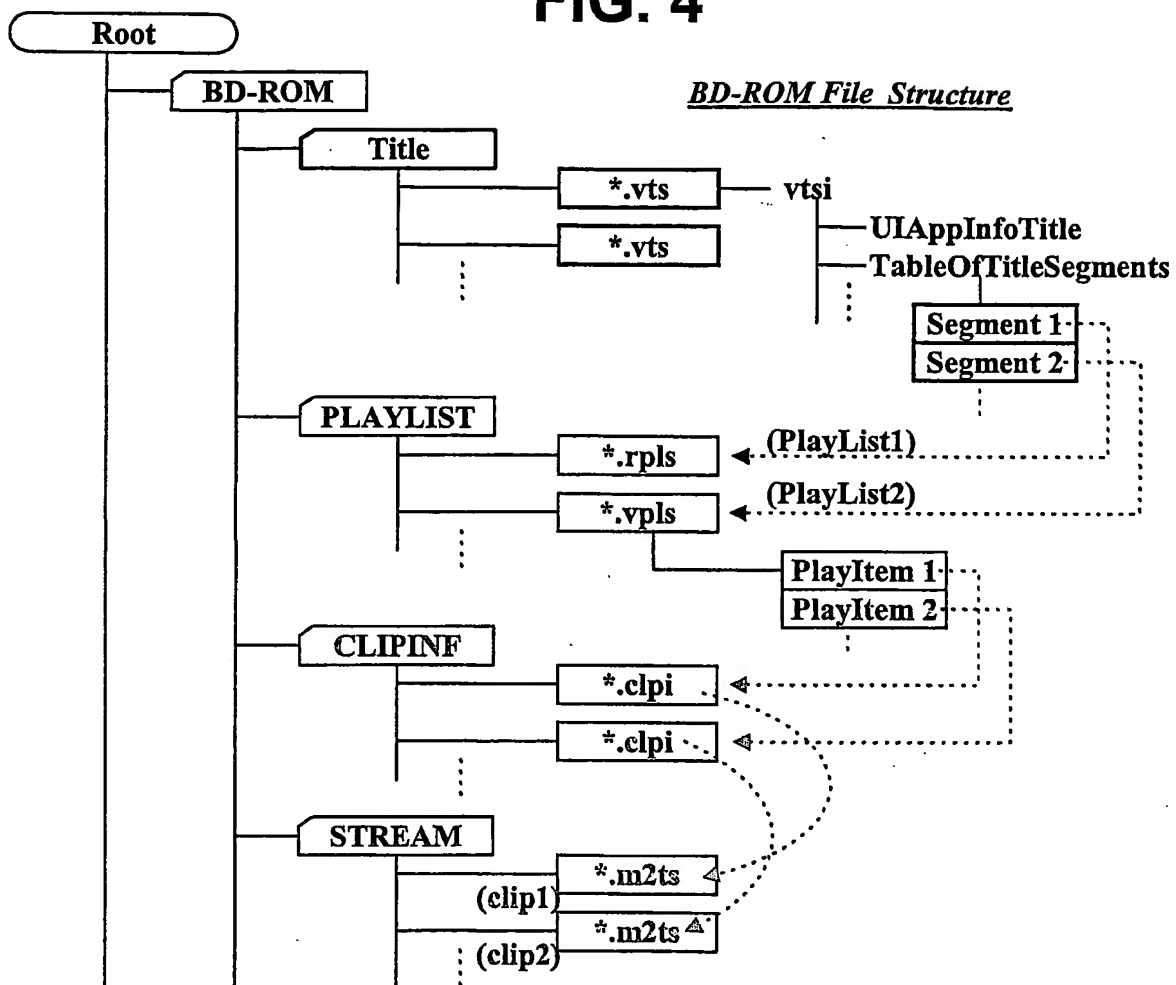 FIG. 4
Root
BD-ROM
BD-ROM File Structure
Title
*.vts
vtsi
*.vts
UIAppInfoTitle
TableOfTitleSegments
Segment 1
Segment 2
PLAYLIST
*.rpls
(PlayList1)
*.vpls
(PlayList2)
PlayItem 1
PlayItem 2
CLIPINF
*.clpi
*.clpi
STREAM
*.m2ts
(clip1)
*.m2ts
(clip2)